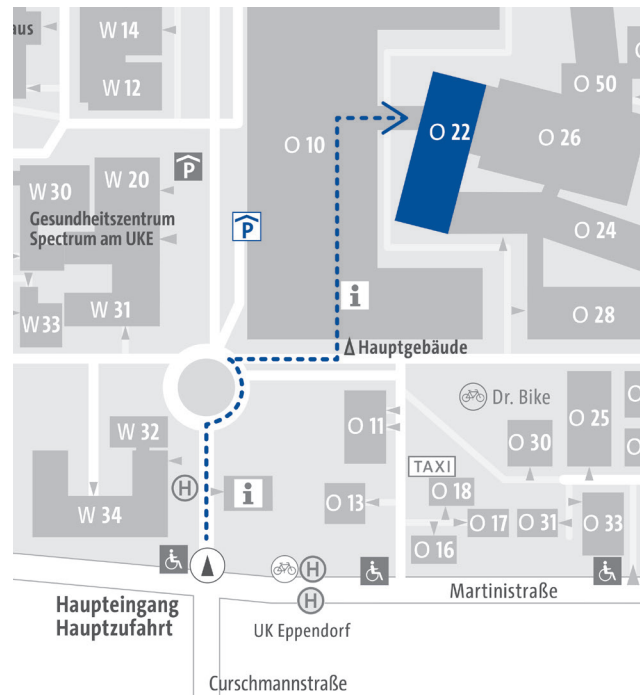 aus
W 14
W 12
O 50
O 22
O 26
O 10
W 20
W 30
P
Gesundheitszentrum
Spectrum am UKE
P
O 24
W 31
W 33
i
O 28
Hauptgebäude
Dr. Bike
O 25
O 11
W 32
O 30
TAXI
H
i
O 18
O 13
W 34
O 17
O 31
O 33
O 16
H
Martinistraße
Haupteingang
Hauptzufahrt
H
UK Eppendorf
Curschmannstraße